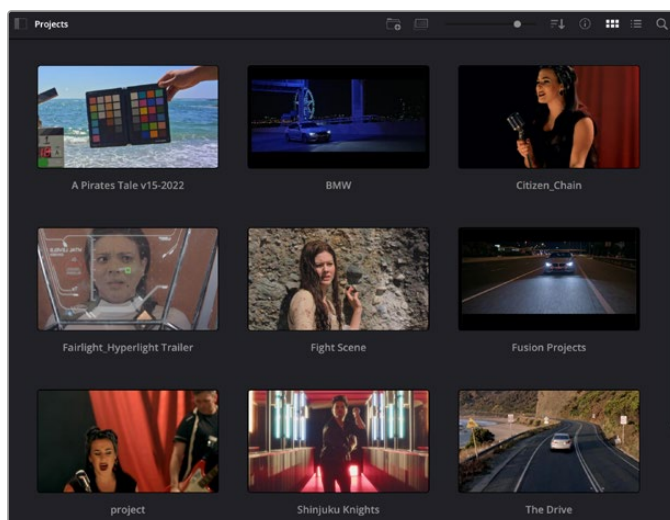 Projects
A Pirates Tale v15-2022
BMW
Citizen_Chain
Fairlight_Hyperlight Trailer
Fight Scene
Fusion Projects
project
Shinjuku Knights
The Drive